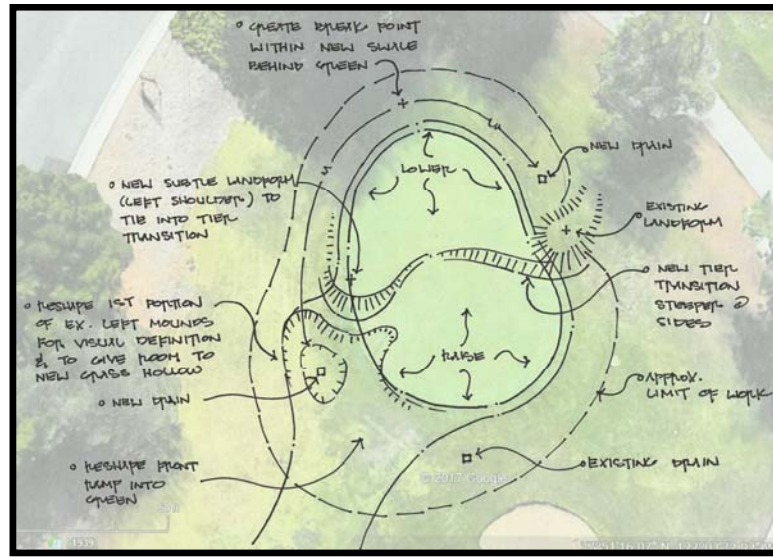 o CREATE BREAK POINT
WITHIN NEW SWALE
BEHIND GREEN
o NEW DRAIN
LOWER
o NEW SUBTLE LANDFORM
(LEFT SHOULDER) TO
TIE INTO TIER
TRANSITION
o EXISTING
LANDFORM
o NEW TIER
TRANSITION
STEEPER @
SIDES
o RESHAPE 1ST PORTION
OF EX. LEFT MOUNDS
FOR VISUAL DEFINITION
& TO GIVE ROOM TO
NEW GRASS HOLLOW
RAISE
o APPROX.
LIMIT OF WORK
o NEW DRAIN
o RESHAPE FRONT
RAMP INTO
GREEN
o EXISTING DRAIN
© 2017 Google